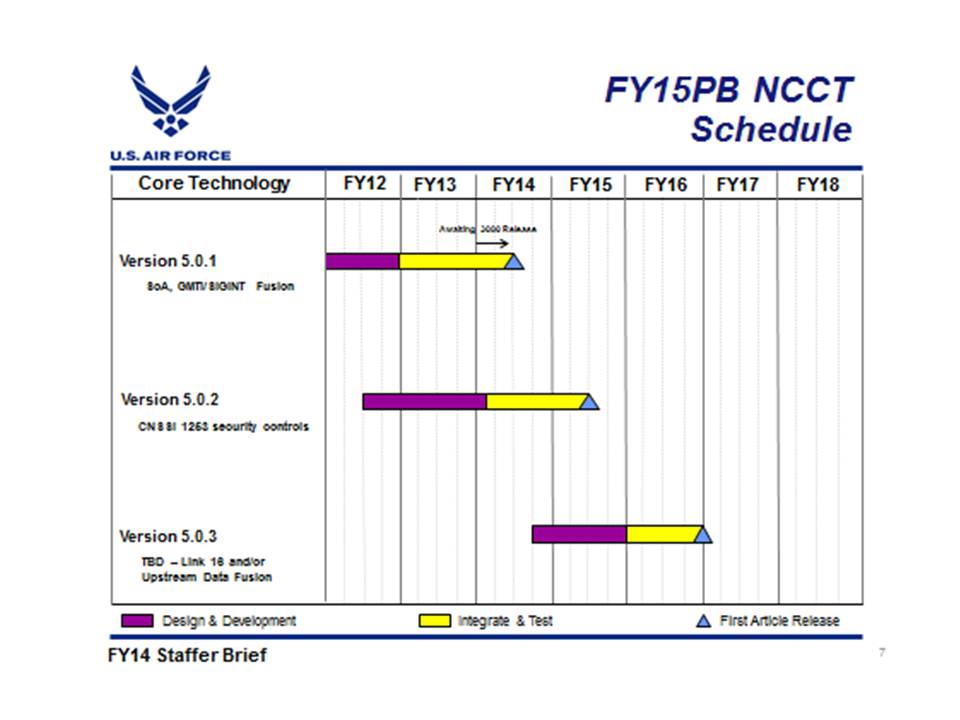 FY15PB NCCT
Schedule
U.S. AIR FORCE
Core Technology FY12 FY13 FY14 FY15 FY16 FY17 FY18
Awaiting Release
Version 5.0.1
SoA, GMTI/SIGINT Fusion
Version 5.0.2
CNSSI 1253 security controls
Version 5.0.3
TBD – Link 16 and/or
Upstream Data Fusion
Design & Development Integrate & Test First Article Release
FY14 Staffer Brief
7